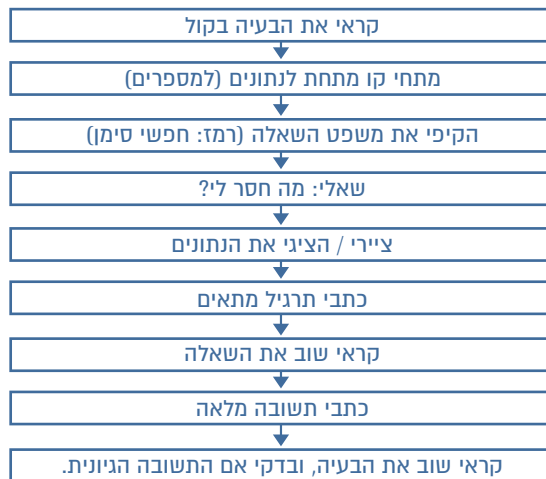 קראי את הבעיה בקול
מתחי קו מתחת לנתונים (למספרים)
הקיפי את משפט השאלה (רמז: חפשי סימן)
שאלי: מה חסר לי?
ציירי / הציגי את הנתונים
כתבי תרגיל מתאים
קראי שוב את השאלה
כתבי תשובה מלאה
קראי שוב את הבעיה, ובדקי אם התשובה הגיונית.